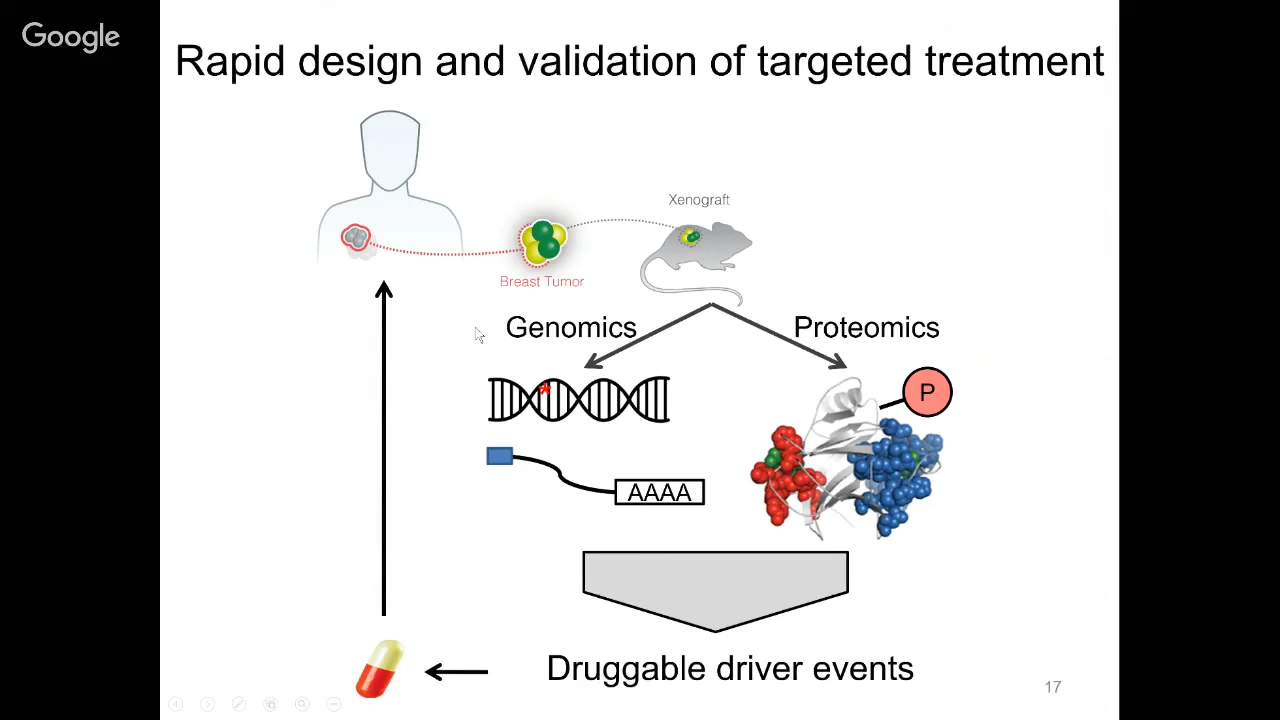 Google
Rapid design and validation of targeted treatment
Xenograft
Breast Tumor
Genomics
Proteomics
*
P
AAAA
Druggable driver events
17